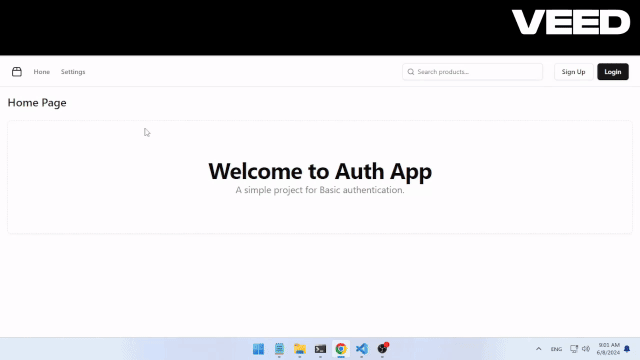 VEED
Home Settings Search products... Sign Up Login
Home Page
Welcome to Auth App
A simple project for Basic authentication.
ENG 9:01 AM
6/8/2024